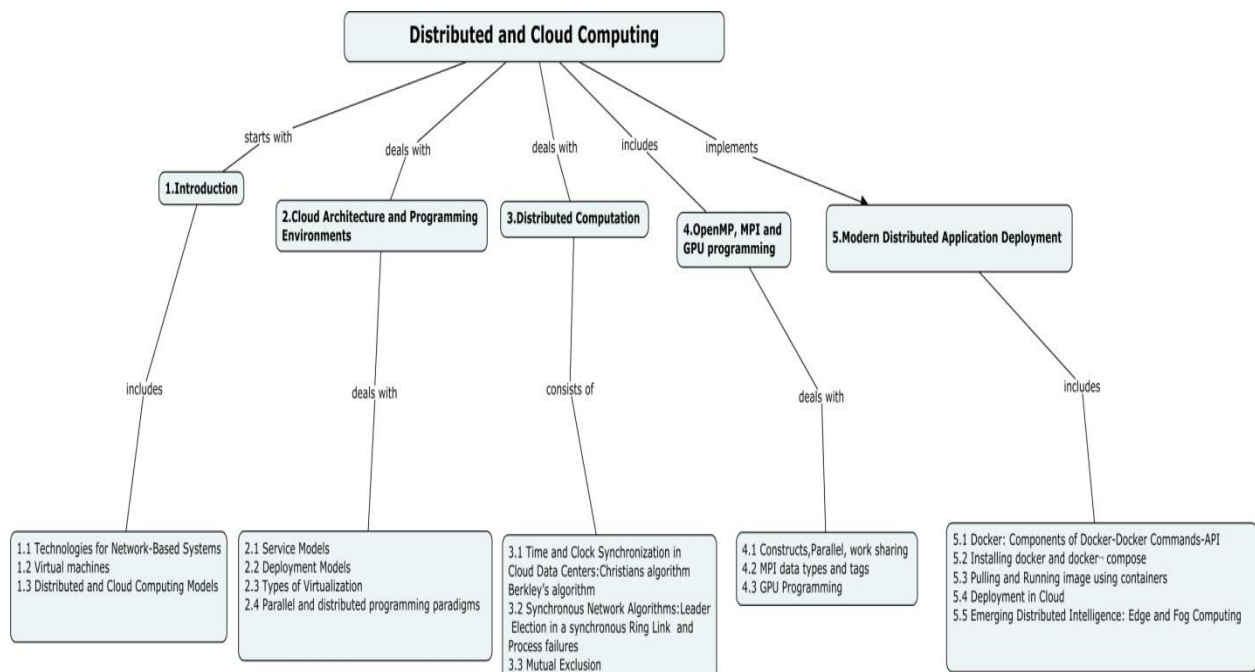 Distributed and Cloud Computing
starts with
deals with
deals with
includes
implements
1.Introduction
2.Cloud Architecture and Programming
Environments
3.Distributed Computation
4.OpenMP, MPI and
GPU programming
5.Modern Distributed Application Deployment
includes
deals with
consists of
deals with
includes
1.1 Technologies for Network-Based Systems
1.2 Virtual machines
1.3 Distributed and Cloud Computing Models
2.1 Service Models
2.2 Deployment Models
2.3 Types of Virtualization
2.4 Parallel and distributed programming paradigms
3.1 Time and Clock Synchronization in
Cloud Data Centers:Christians algorithm
Berkley's algorithm
3.2 Synchronous Network Algorithms:Leader
Election in a synchronous Ring Link and
Process failures
3.3 Mutual Exclusion
4.1 Constructs,Parallel, work sharing
4.2 MPI data types and tags
4.3 GPU Programming
5.1 Docker: Components of Docker-Docker Commands-API
5.2 Installing docker and docker¬ compose
5.3 Pulling and Running image using containers
5.4 Deployment in Cloud
5.5 Emerging Distributed Intelligence: Edge and Fog Computing